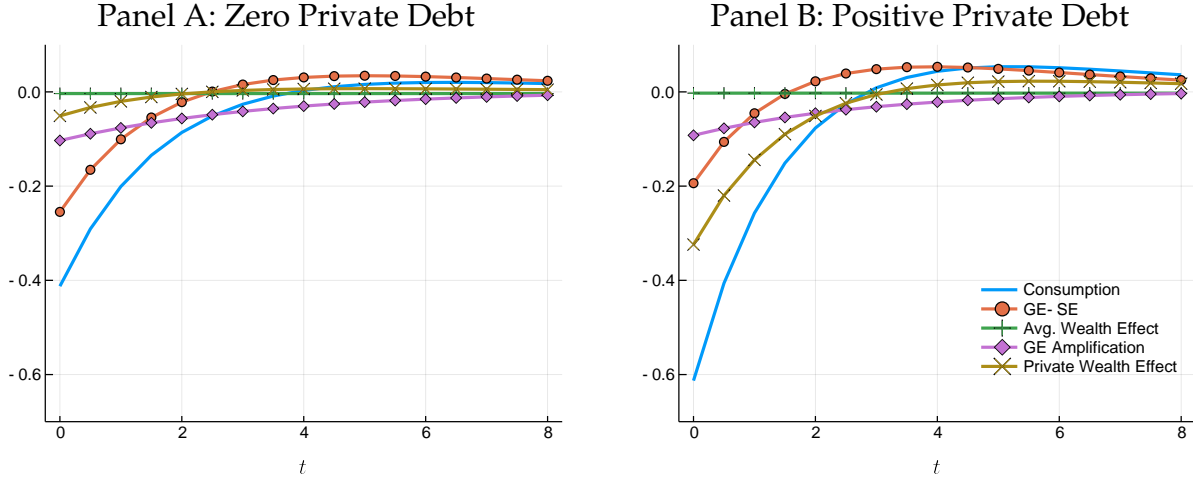 Panel A: Zero Private Debt
Panel B: Positive Private Debt
0.0
- 0.2
- 0.4
- 0.6
0
2
4
6
8
t
0.0
- 0.2
- 0.4
- 0.6
0
2
4
6
8
t
Consumption
GE- SE
Avg. Wealth Effect
GE Amplification
Private Wealth Effect